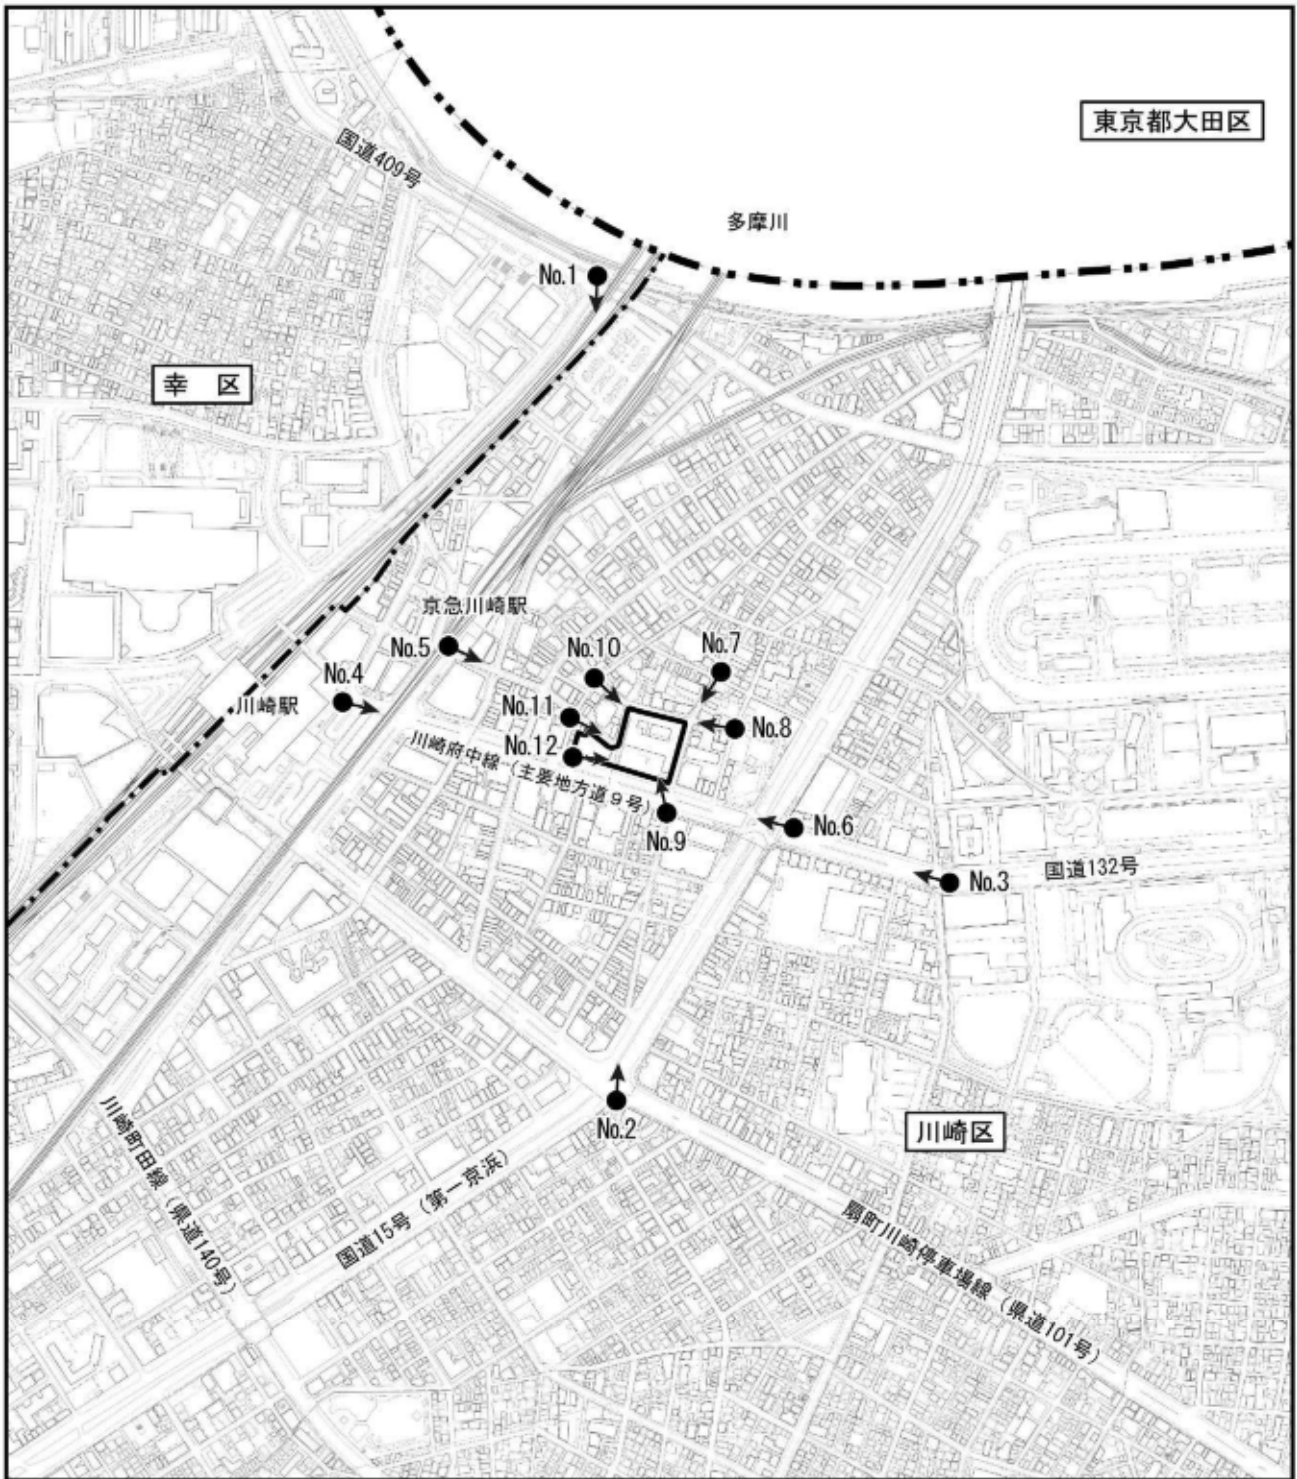 東京都大田区
国道409号
多摩川
No.1
幸 区
京急川崎駅
No.5
No.10
No.7
No.4
川崎駅
No.11
No.8
No.12
川崎府中線(主要地方道9号)
No.9
No.6
No.3
国道132号
No.2
川崎区
川崎町田線(県道140号)
国道15号(第一京浜)
扇町川崎停車場線(県道101号)